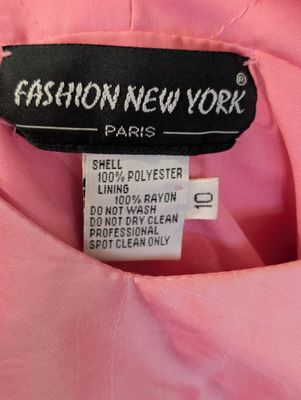 FASHION NEW YORK®
PARIS
SHELL
100% POLYESTER
LINING
100% RAYON
DO NOT WASH
DO NOT DRY CLEAN
PROFESSIONAL
SPOT CLEAN ONLY
10